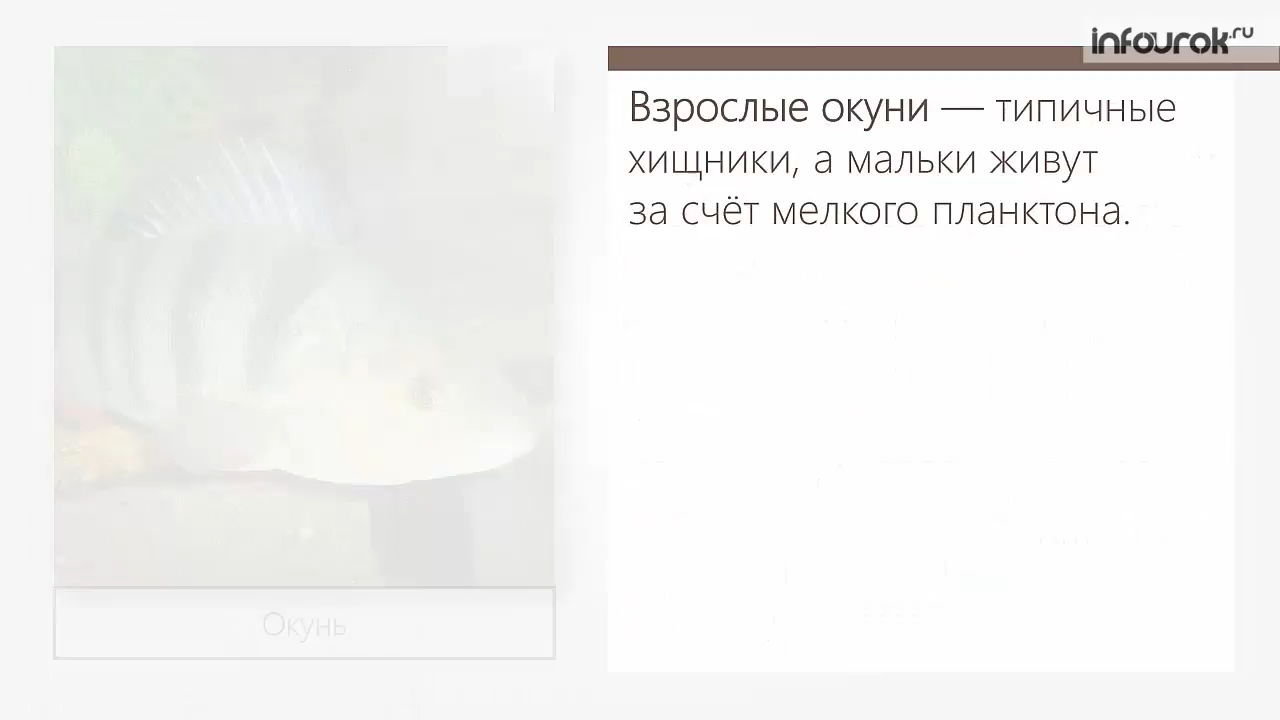 infourok.ru
Взрослые окуни — типичные
хищники, а мальки живут
за счёт мелкого планктона.
Окунь